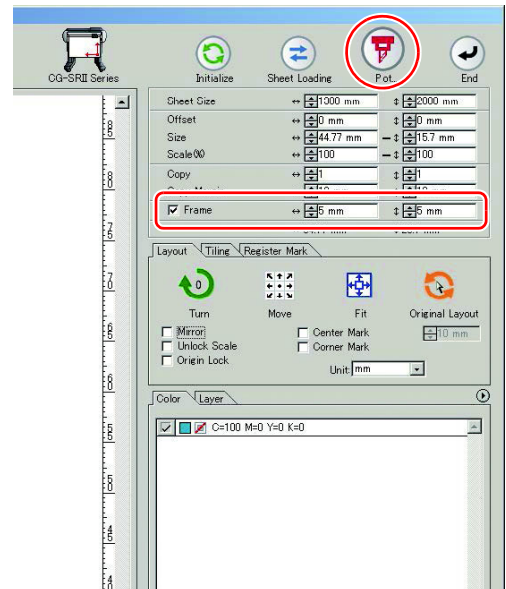 CG-SRII Series
Initialize
Sheet Loading
Pot..
End
Sheet Size 1300 mm 2000 mm
Offset 0 mm 0 mm
Size 44.77 mm 15.7 mm
Scale(%) 100 100
Copy 1 1
Frame 5 mm 5 mm
Layout Tiling Register Mark
0
Turn Move Fit Original Layout
Mirror Center Mark 10 mm
Unlock Scale Corner Mark
Origin Lock
Unit mm
Color Layer
C=100 M=0 Y=0 K=0